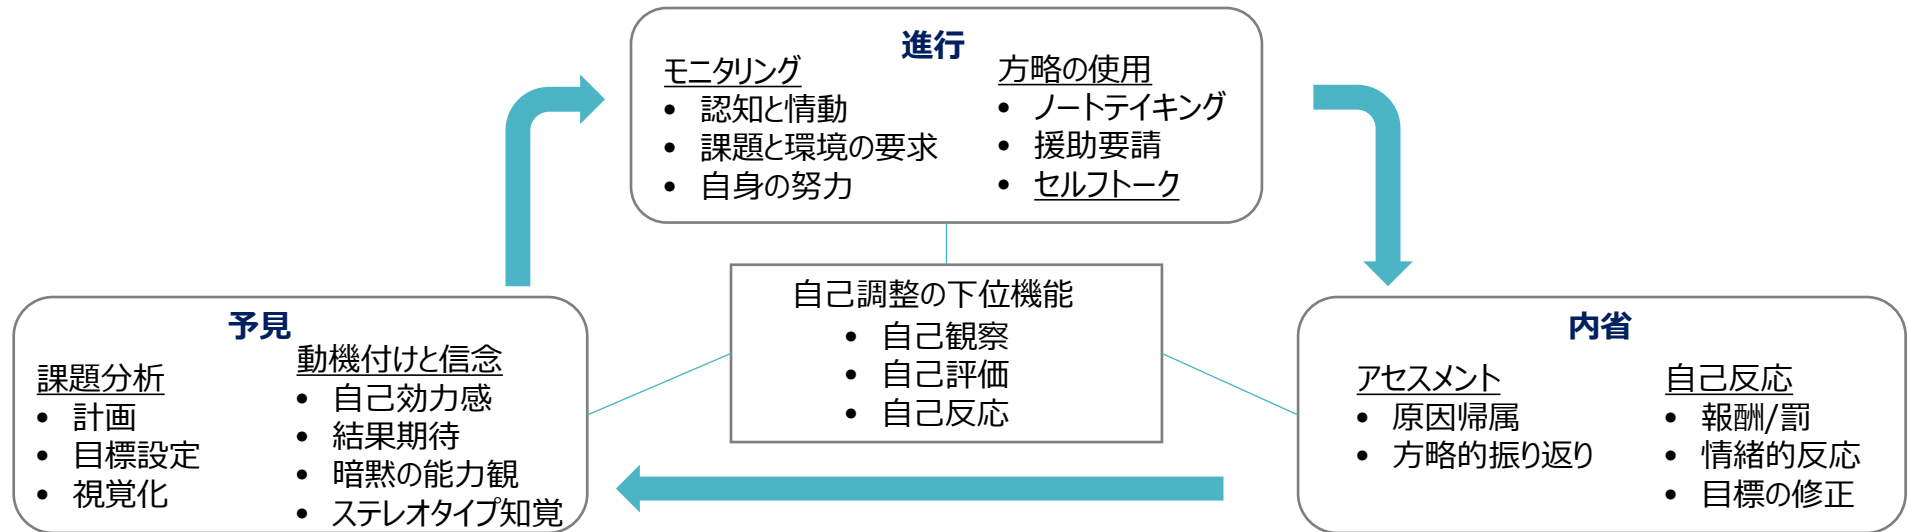 進行
モニタリング
• 認知と情動
• 課題と環境の要求
• 自身の努力
方略の使用
• ノートテイキング
• 援助要請
• セルフトーク
自己調整の下位機能
• 自己観察
• 自己評価
• 自己反応
予見
課題分析
• 計画
• 目標設定
• 視覚化
動機付けと信念
• 自己効力感
• 結果期待
• 暗黙の能力観
• ステレオタイプ知覚
内省
アセスメント
• 原因帰属
• 方略的振り返り
自己反応
• 報酬/罰
• 情緒的反応
• 目標の修正